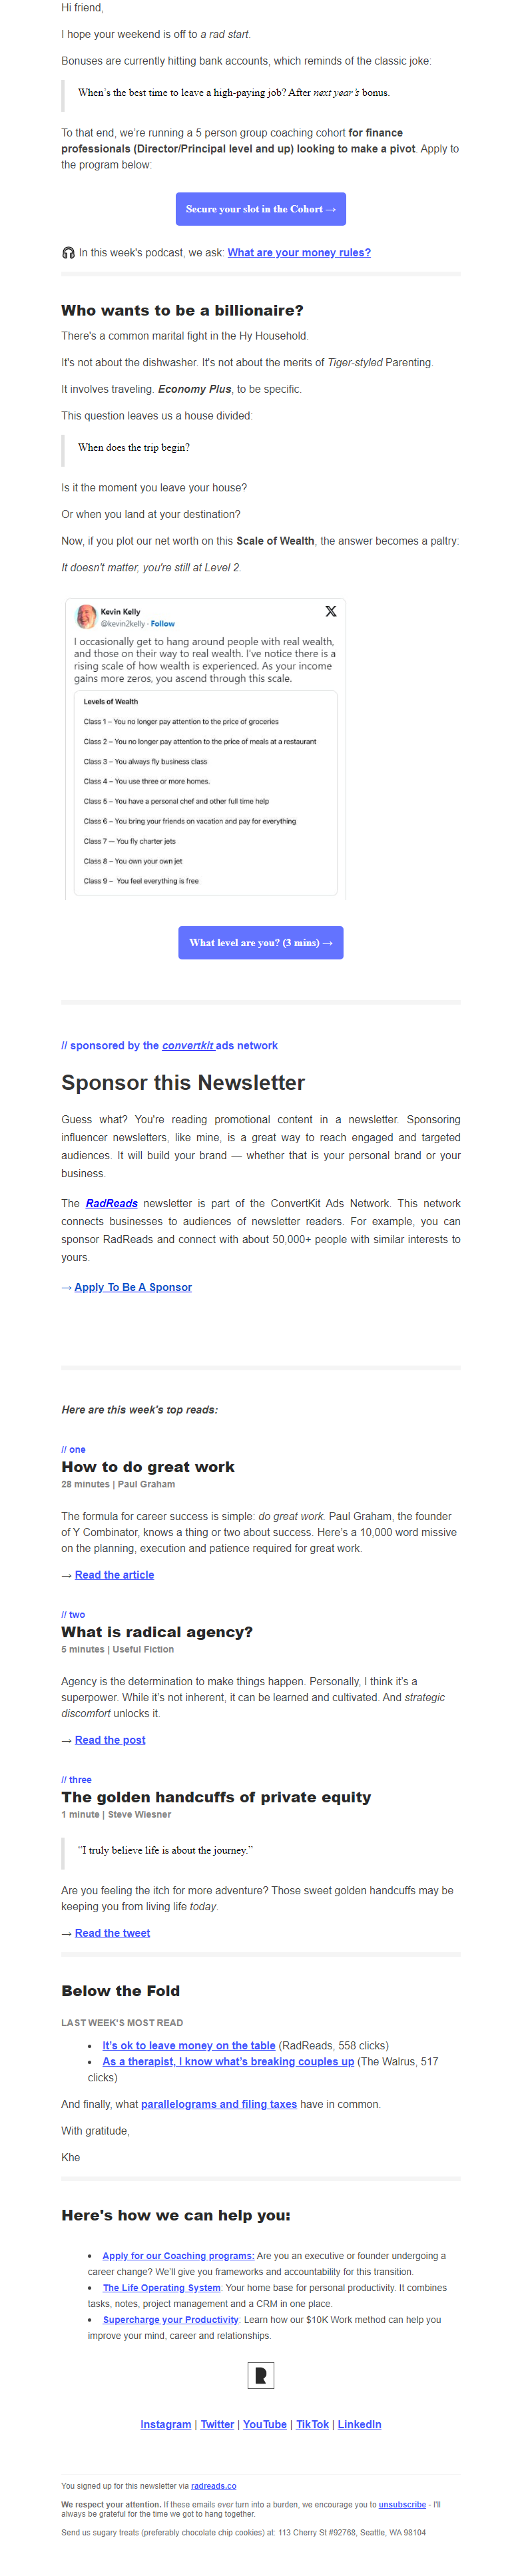 Hi friend,
I hope your weekend is off to a rad start.
Bonuses are currently hitting bank accounts, which reminds of the classic joke:
When's the best time to leave a high-paying job? After next year's bonus.
To that end, we're running a 5 person group coaching cohort for finance
professionals (Director/Principal level and up) looking to make a pivot. Apply to
the program below:
Secure your slot in the Cohort →
🎧 In this week's podcast, we ask: What are your money rules?
Who wants to be a billionaire?
There's a common marital fight in the Hy Household.
It's not about the dishwasher. It's not about the merits of Tiger-styled Parenting.
It involves traveling. Economy Plus, to be specific.
This question leaves us a house divided:
When does the trip begin?
Is it the moment you leave your house?
Or when you land at your destination?
Now, if you plot our net worth on this Scale of Wealth, the answer becomes a paltry:
It doesn't matter, you're still at Level 2.
Kevin Kelly
@kevin2kelly · Follow
I occasionally get to hang around people with real wealth,
and those on their way to real wealth. I've notice there is a
rising scale of how wealth is experienced. As your income
gains more zeros, you ascend through this scale.
Levels of Wealth
Class 1 – You no longer pay attention to the price of groceries
Class 2 – You no longer pay attention to the price of meals at a restaurant
Class 3 – You always fly business class
Class 4 – You use three or more homes.
Class 5 – You have a personal chef and other full time help
Class 6 – You bring your friends on vacation and pay for everything
Class 7 — You fly charter jets
Class 8 – You own your own jet
Class 9 – You feel everything is free
What level are you? (3 mins) →
// sponsored by the convertkit ads network
Sponsor this Newsletter
Guess what? You're reading promotional content in a newsletter. Sponsoring
influencer newsletters, like mine, is a great way to reach engaged and targeted
audiences. It will build your brand — whether that is your personal brand or your
business.
The RadReads newsletter is part of the ConvertKit Ads Network. This network
connects businesses to audiences of newsletter readers. For example, you can
sponsor RadReads and connect with about 50,000+ people with similar interests to
yours.
→ Apply To Be A Sponsor
Here are this week's top reads:
// one
How to do great work
28 minutes | Paul Graham
The formula for career success is simple: do great work. Paul Graham, the founder
of Y Combinator, knows a thing or two about success. Here's a 10,000 word missive
on the planning, execution and patience required for great work.
→ Read the article
// two
What is radical agency?
5 minutes | Useful Fiction
Agency is the determination to make things happen. Personally, I think it's a
superpower. While it's not inherent, it can be learned and cultivated. And strategic
discomfort unlocks it.
→ Read the post
// three
The golden handcuffs of private equity
1 minute | Steve Wiesner
“I truly believe life is about the journey.”
Are you feeling the itch for more adventure? Those sweet golden handcuffs may be
keeping you from living life today.
→ Read the tweet
Below the Fold
LAST WEEK'S MOST READ
• It's ok to leave money on the table (RadReads, 558 clicks)
• As a therapist, I know what's breaking couples up (The Walrus, 517
clicks)
And finally, what parallelograms and filing taxes have in common.
With gratitude,
Khe
Here's how we can help you:
• Apply for our Coaching programs: Are you an executive or founder undergoing a
career change? We'll give you frameworks and accountability for this transition.
• The Life Operating System: Your home base for personal productivity. It combines
tasks, notes, project management and a CRM in one place.
• Supercharge your Productivity: Learn how our $10K Work method can help you
improve your mind, career and relationships.
R
Instagram | Twitter | YouTube | TikTok | LinkedIn
You signed up for this newsletter via radreads.co
We respect your attention. If these emails ever turn into a burden, we encourage you to unsubscribe - I'll
always be grateful for the time we got to hang together.
Send us sugary treats (preferably chocolate chip cookies) at: 113 Cherry St #92768, Seattle, WA 98104